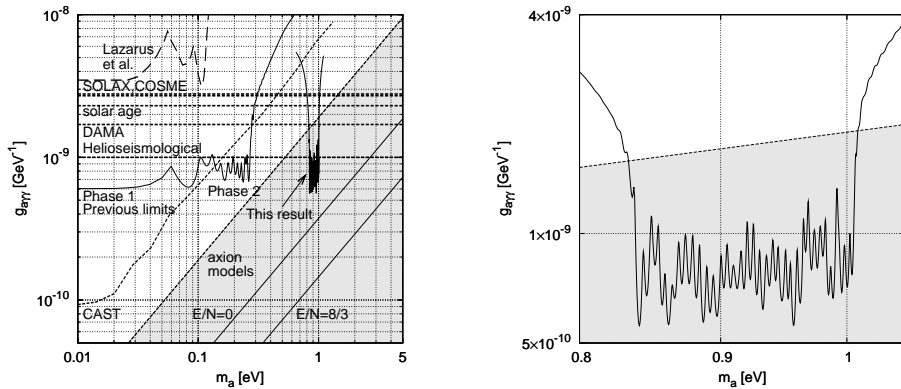 10⁻⁸
10⁻⁹
10⁻¹⁰
g_aγγ [GeV⁻¹]
Lazarus
et al.
SOLAX,COSME
solar age
DAMA
Helioseismological
Phase 1
Previous limits
Phase 2
This result
axion
models
CAST
E/N=0
E/N=8/3
0.01
0.1
1
5
m_a [eV]
4×10⁻⁹
1×10⁻⁹
5×10⁻¹⁰
g_aγγ [GeV⁻¹]
0.8
0.9
1
m_a [eV]